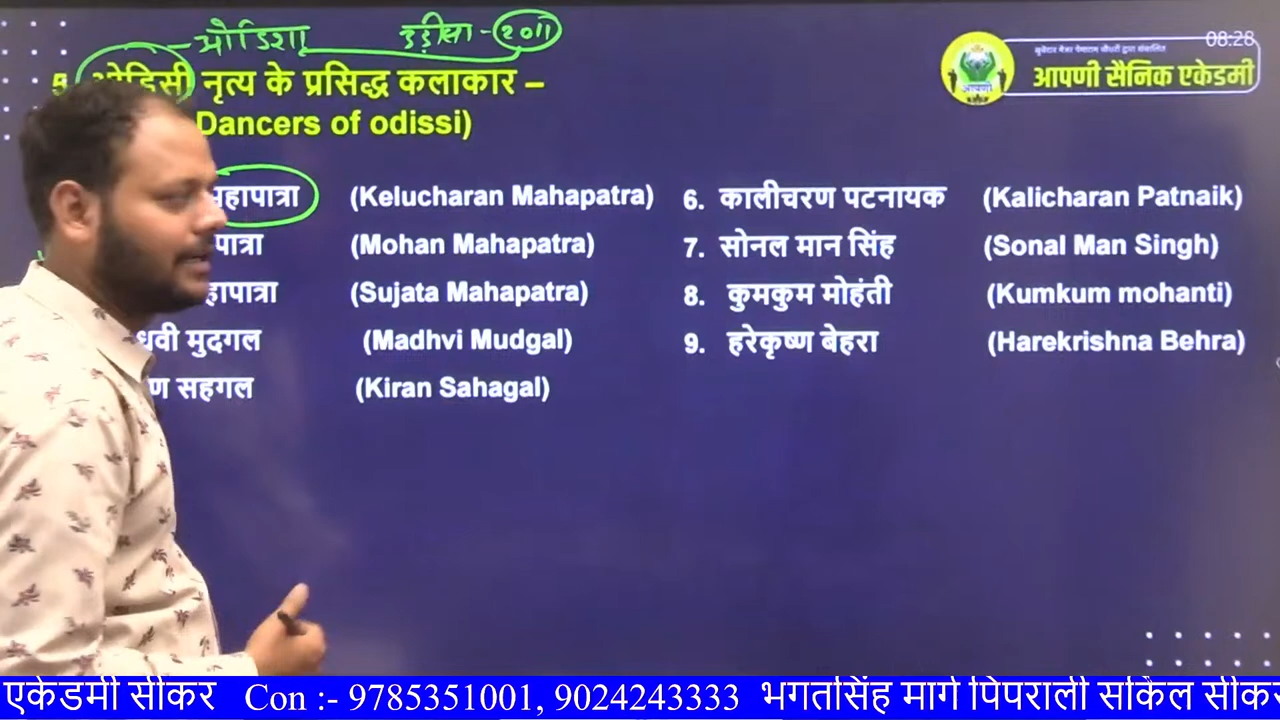 ओडिशा उड़ीसा - 2011
08:28
5. ओडिसी नृत्य के प्रसिद्ध कलाकार –
आपणी सैनिक एकेडमी
Dancers of odissi)
महापात्रा (Kelucharan Mahapatra) 6. कालीचरण पटनायक (Kalicharan Patnaik)
पात्रा (Mohan Mahapatra) 7. सोनल मान सिंह (Sonal Man Singh)
हापात्रा (Sujata Mahapatra) 8. कुमकुम मोहंती (Kumkum mohanti)
धवी मुदगल (Madhvi Mudgal) 9. हरेकृष्ण बेहरा (Harekrishna Behra)
ण सहगल (Kiran Sahagal)
एकेडमी सीकर Con :- 9785351001, 9024243333 भगतसिंह मार्ग पिपराली सर्किल सीकर